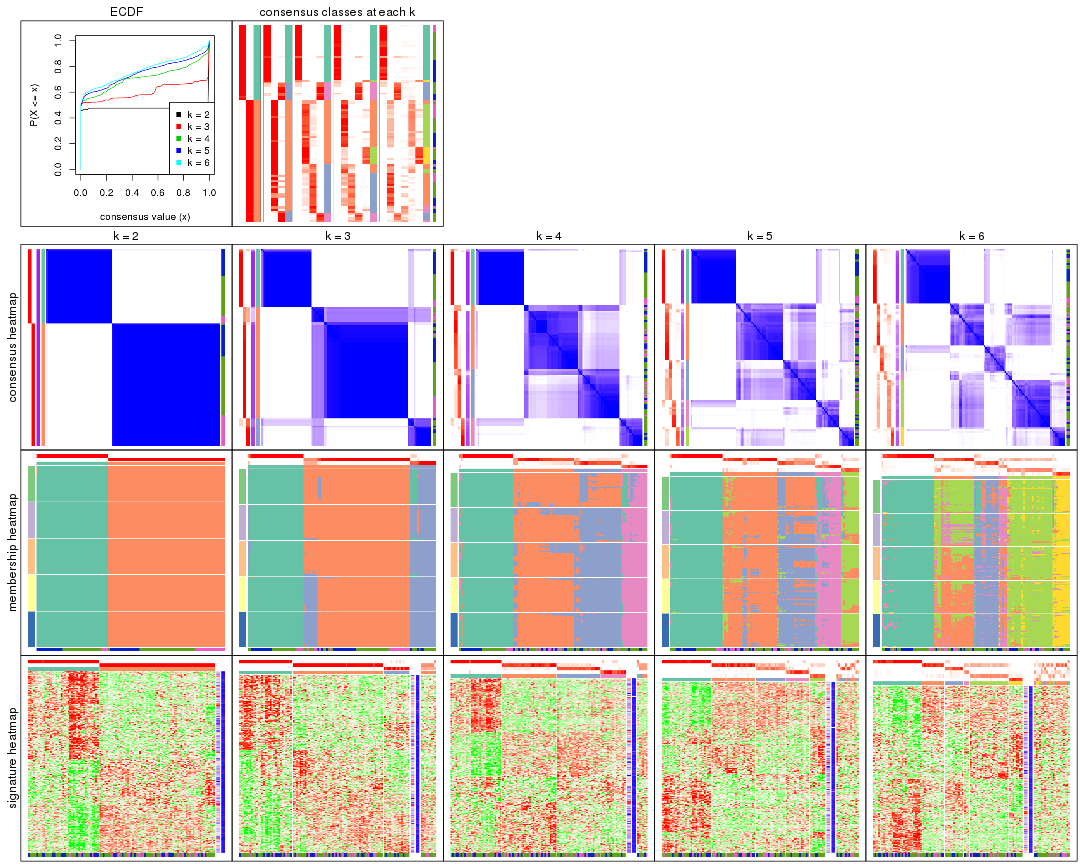 ECDF
consensus classes at each k
P(X <= x)
1.0
0.8
0.6
0.4
0.2
0.0
k = 2
k = 3
k = 4
k = 5
k = 6
0.0 0.2 0.4 0.6 0.8 1.0
consensus value (x)
k = 2 k = 3 k = 4 k = 5 k = 6
consensus heatmap
membership heatmap
signature heatmap